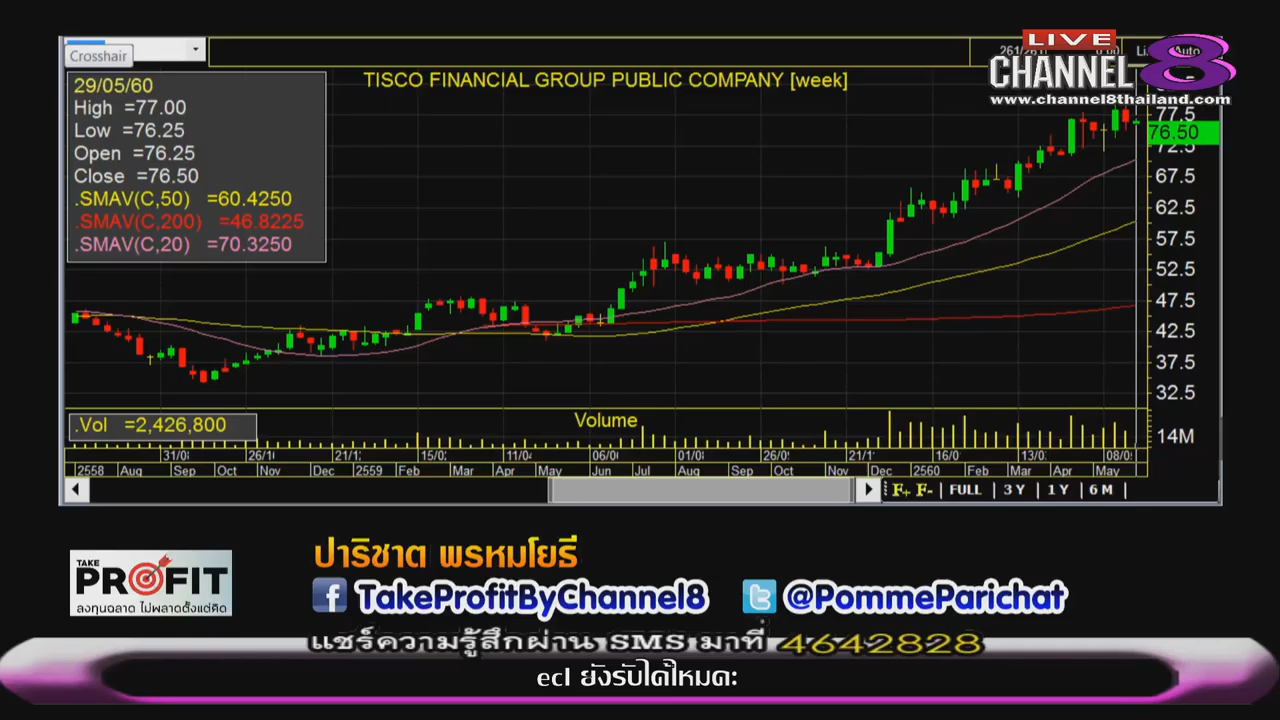 Crosshair
LIVE
CHANNEL 8
www.channel8thailand.com
29/05/60
High =77.00
Low =76.25
Open =76.25
Close =76.50
.SMAV(C,50) =60.4250
.SMAV(C,200) =46.8225
.SMAV(C,20) =70.3250
TISCO FINANCIAL GROUP PUBLIC COMPANY [week]
77.5
76.50
72.5
67.5
62.5
57.5
52.5
47.5
42.5
37.5
32.5
.Vol =2,426,800
Volume
14M
2558 Aug Sep Oct Nov Dec 2559 Feb Mar Apr May Jun Jul Aug Sep Oct Nov Dec 2560 Feb Mar Apr May
F+ F- FULL 3 Y 1 Y 6 M
TAKE
PROFIT
ลงทุนฉลาด ไม่พลาดตั้งแต่คิด
ปาริชาต พรหมโยธี
TakeProfitByChannel8 @PommeParichat
แชร์ความรู้สึกผ่าน SMS มาที่ 4642828
ecl ยังรับได้ไหมคะ